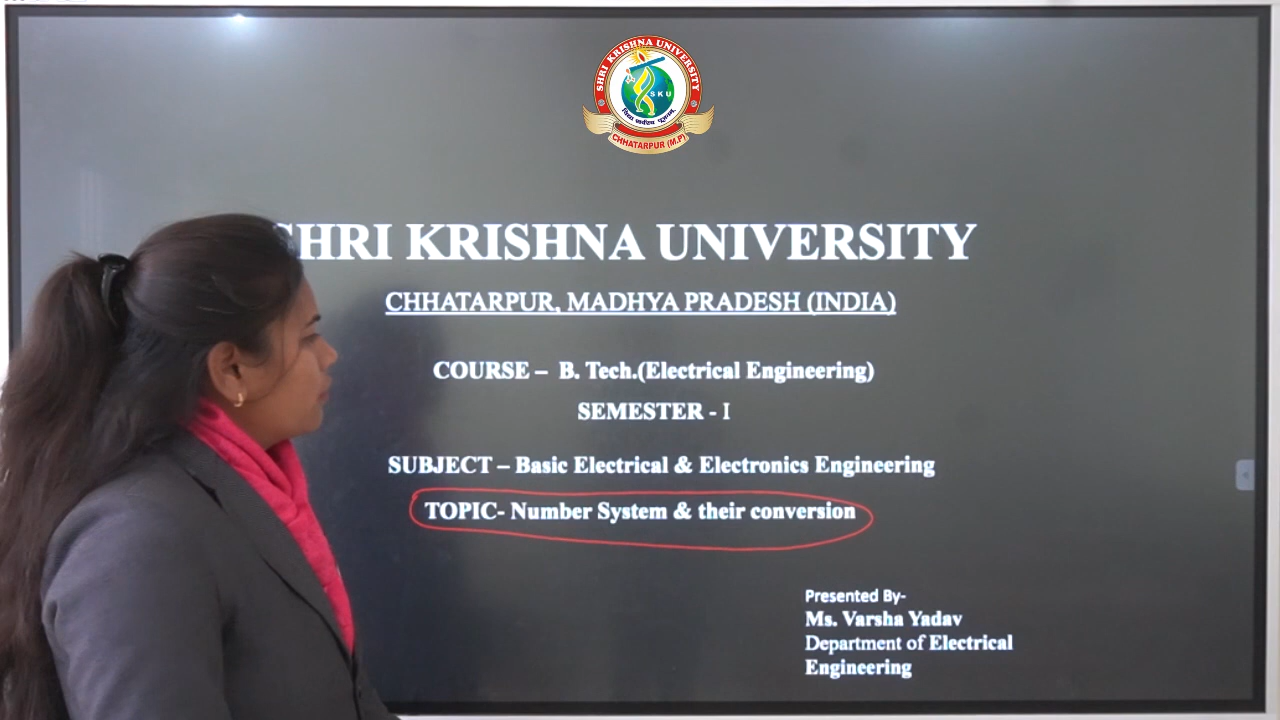 SHRI KRISHNA UNIVERSITY
SKU
CHHATARPUR (M.P)
SHRI KRISHNA UNIVERSITY
CHHATARPUR, MADHYA PRADESH (INDIA)
COURSE – B. Tech.(Electrical Engineering)
SEMESTER - I
SUBJECT – Basic Electrical & Electronics Engineering
TOPIC- Number System & their conversion
Presented By-
Ms. Varsha Yadav
Department of Electrical
Engineering